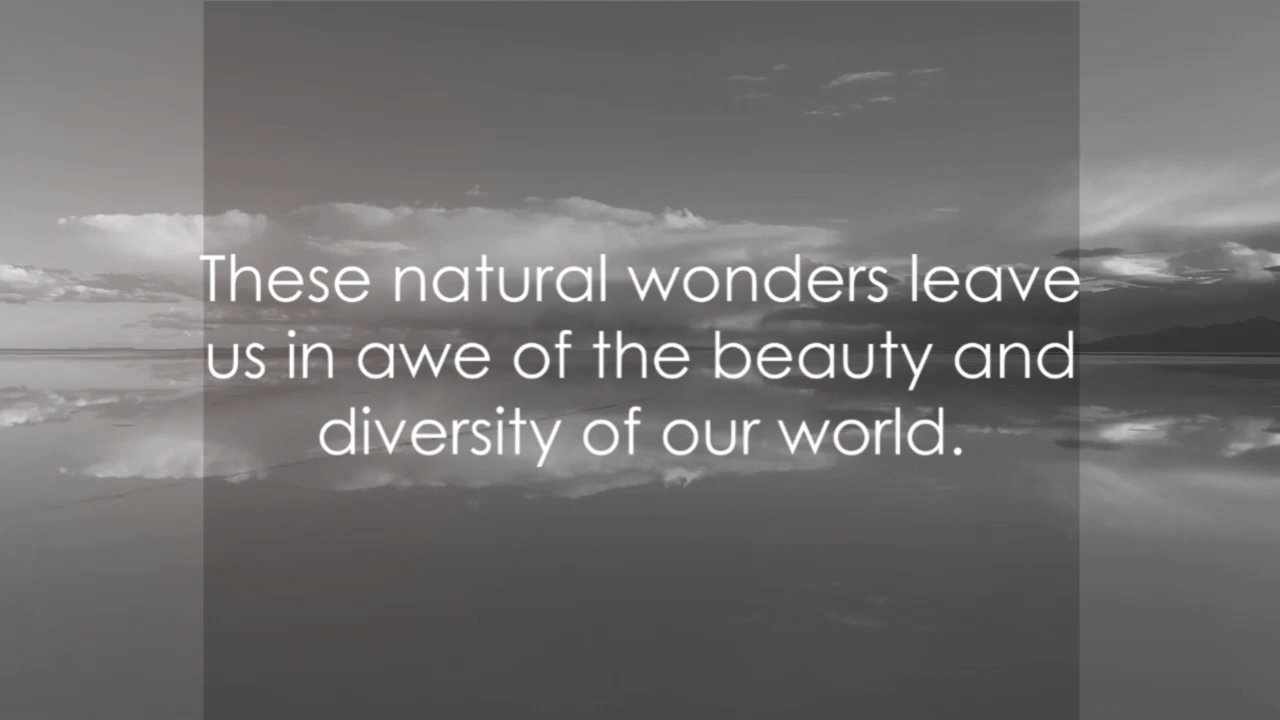 These natural wonders leave
us in awe of the beauty and
diversity of our world.